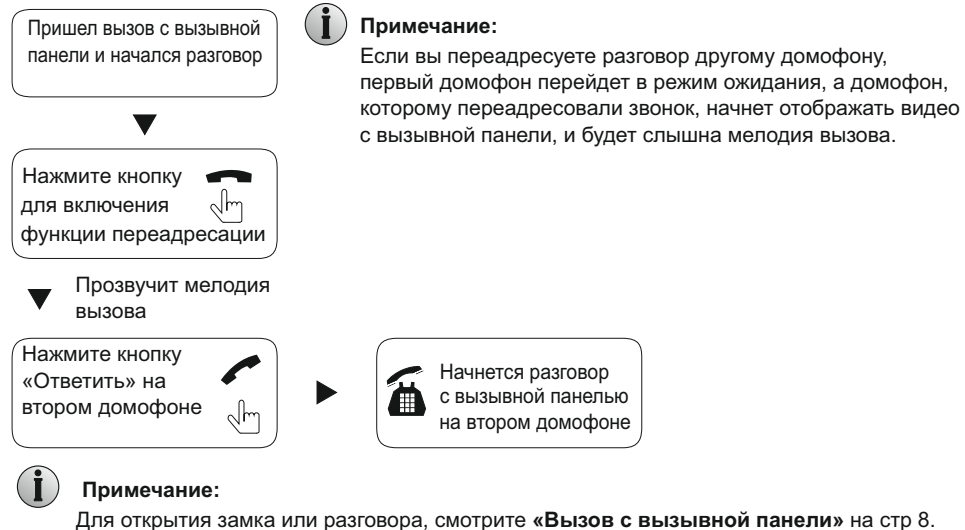 Пришел вызов с вызывной
панели и начался разговор
Примечание:
Если вы переадресуете разговор другому домофону,
первый домофон перейдет в режим ожидания, а домофон,
которому переадресовали звонок, начнет отображать видео
с вызывной панели, и будет слышна мелодия вызова.
Нажмите кнопку
для включения
функции переадресации
Прозвучит мелодия
вызова
Нажмите кнопку
«Ответить» на
втором домофоне
Начнется разговор
с вызывной панелью
на втором домофоне
Примечание:
Для открытия замка или разговора, смотрите «Вызов с вызывной панели» на стр 8.